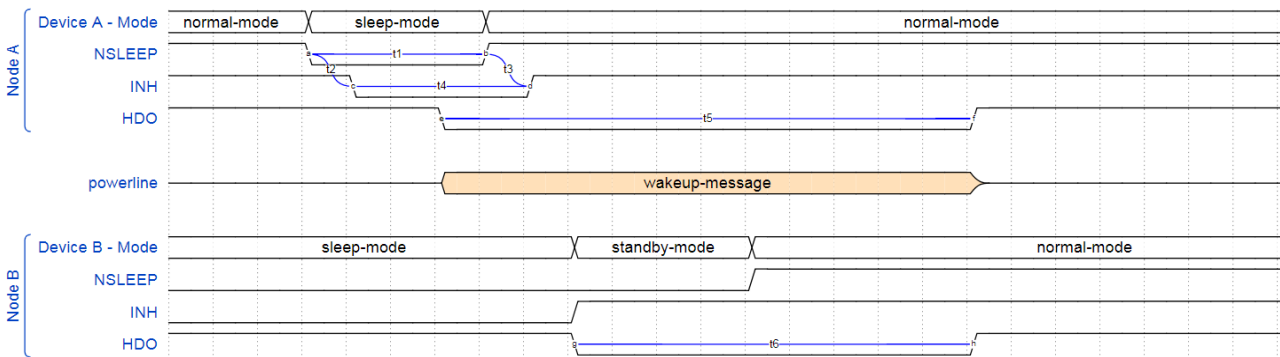 Node A
Device A - Mode normal-mode sleep-mode normal-mode
NSLEEP a t1 b
t2 t3
INH c t4 d
HDO e t5 f
powerline wakeup-message
Node B
Device B - Mode sleep-mode standby-mode normal-mode
NSLEEP
INH
HDO g t6 h